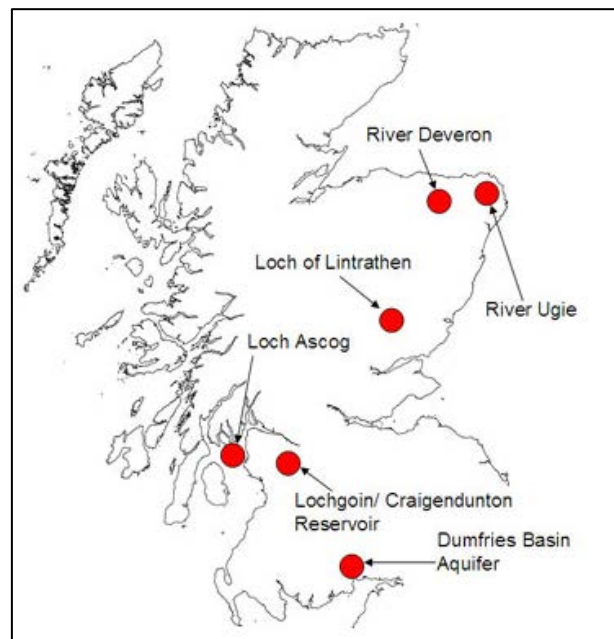 River Deveron
Loch of Lintrathen
River Ugie
Loch Ascog
Lochgoin/ Craigendunton
Reservoir
Dumfries Basin
Aquifer